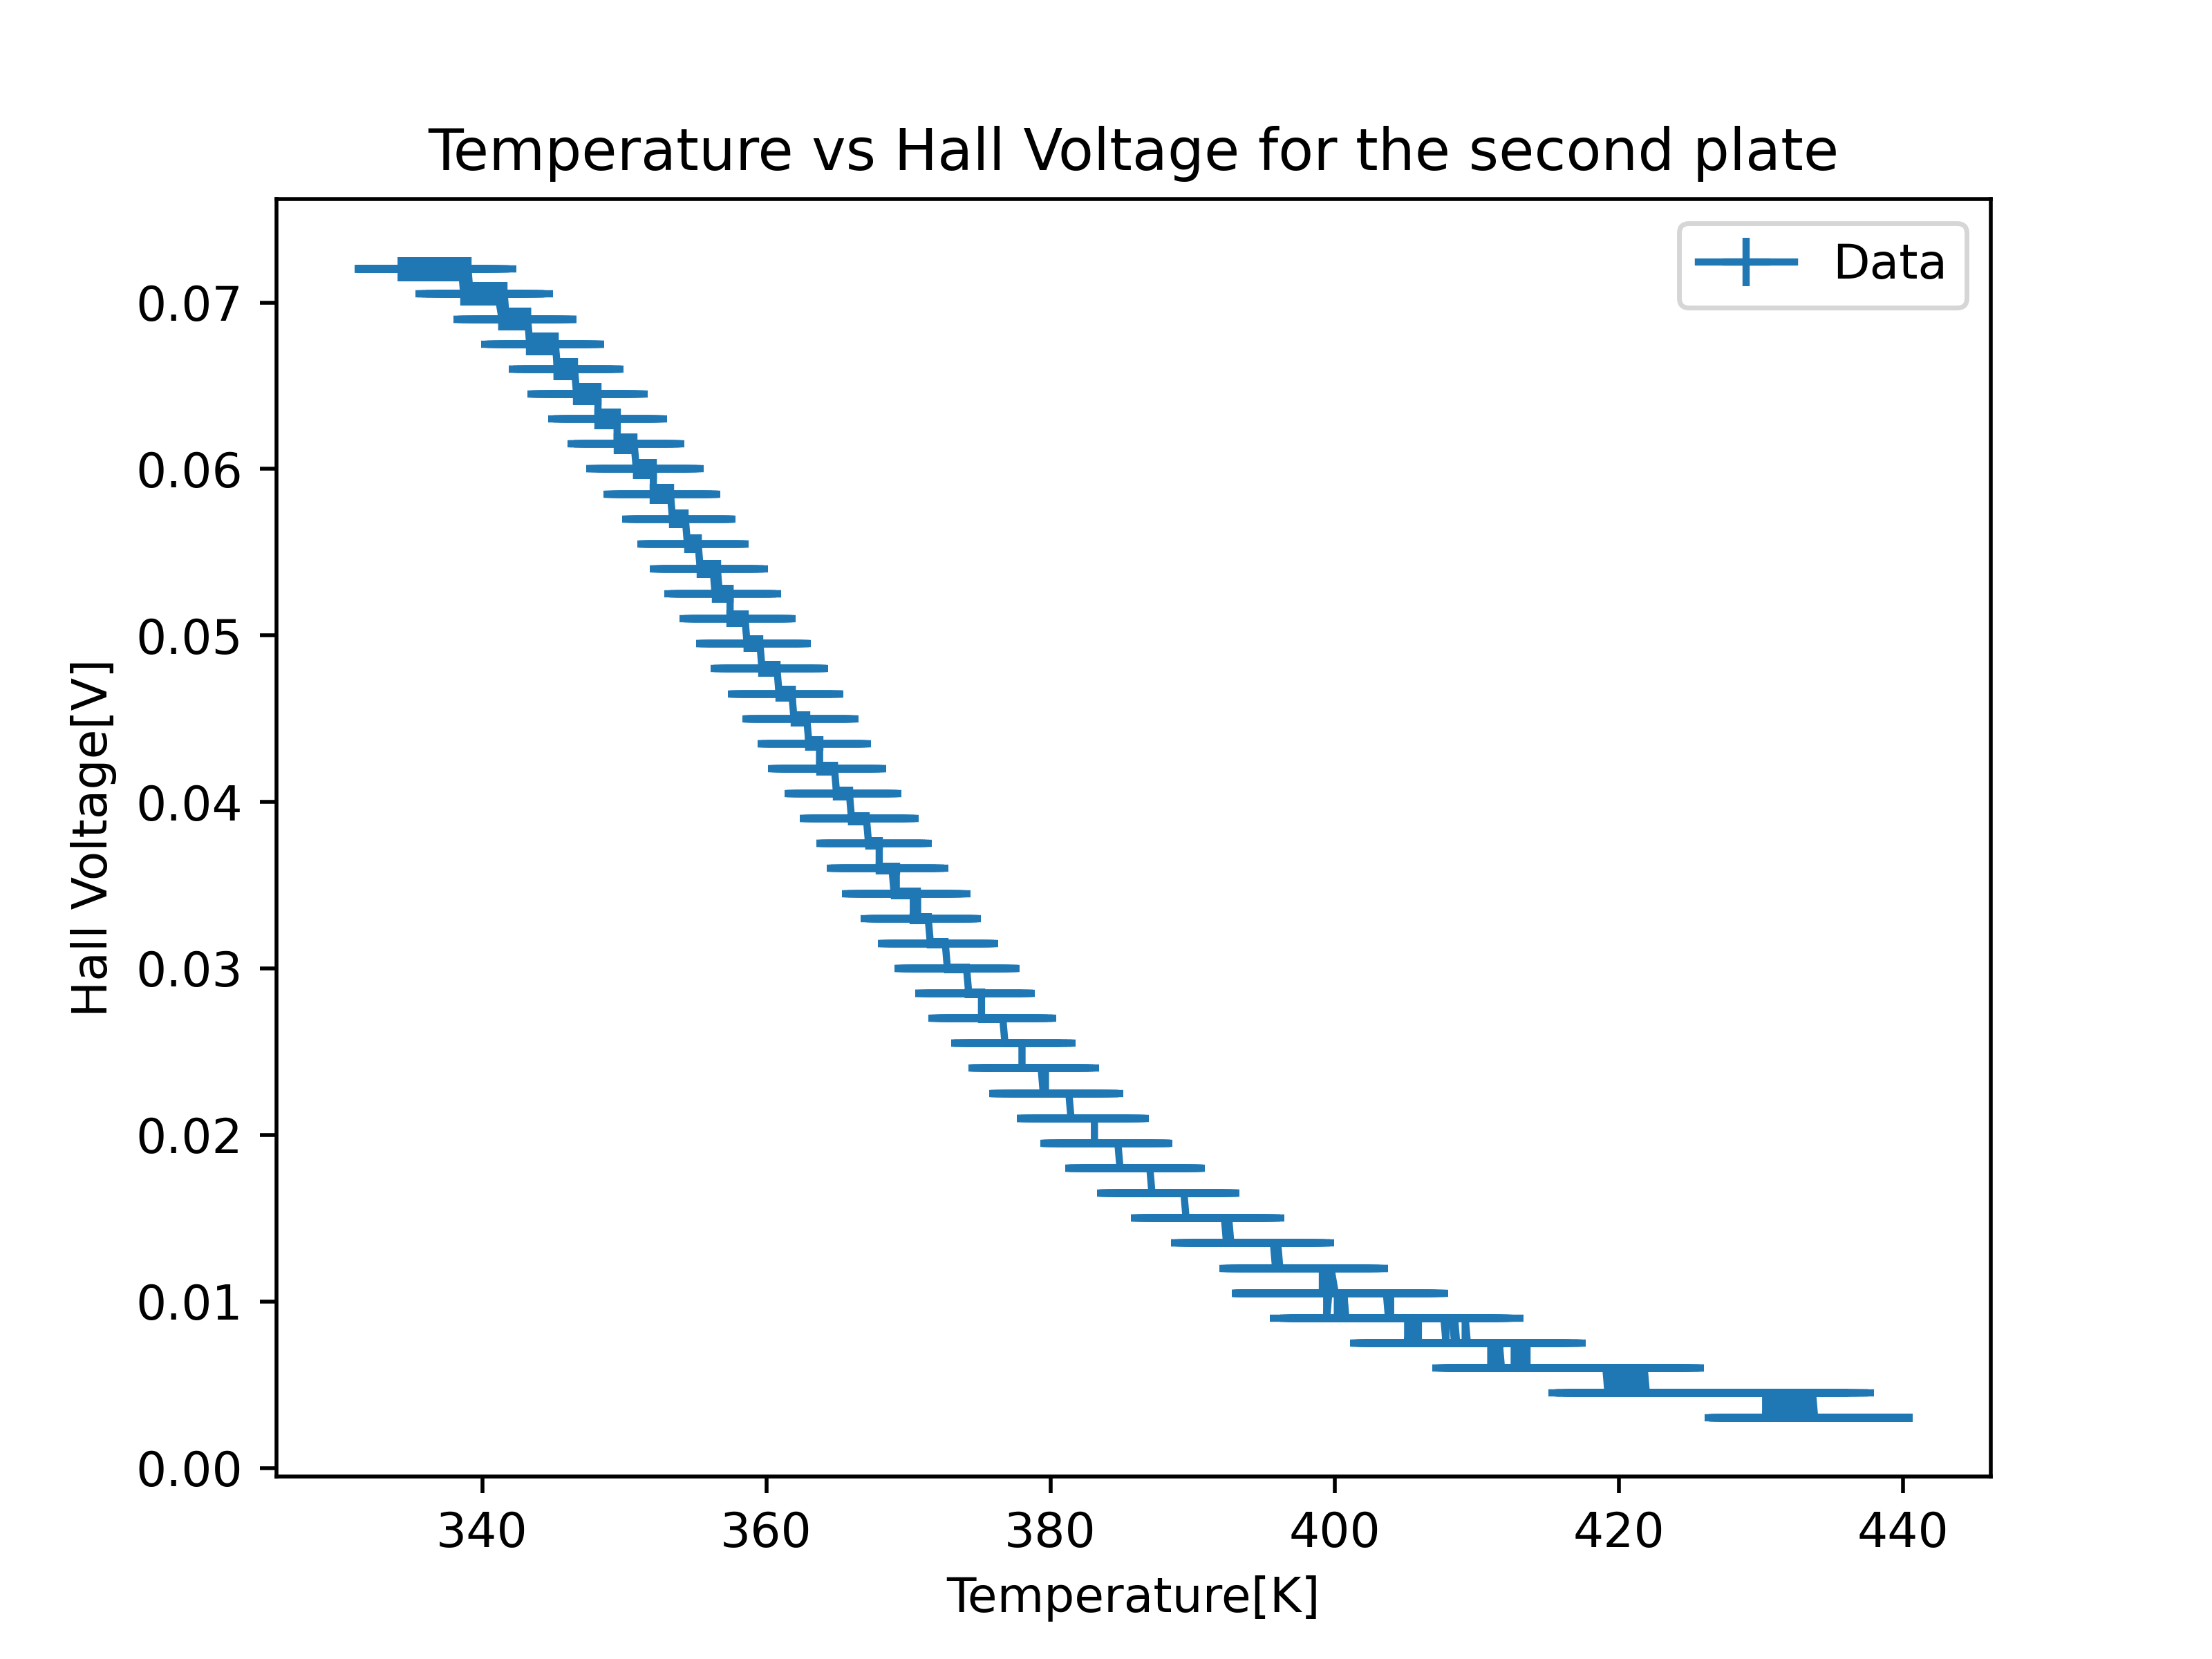 Temperature vs Hall Voltage for the second plate
Data
0.07
0.06
0.05
0.04
0.03
0.02
0.01
0.00
Hall Voltage[V]
340 360 380 400 420 440
Temperature[K]